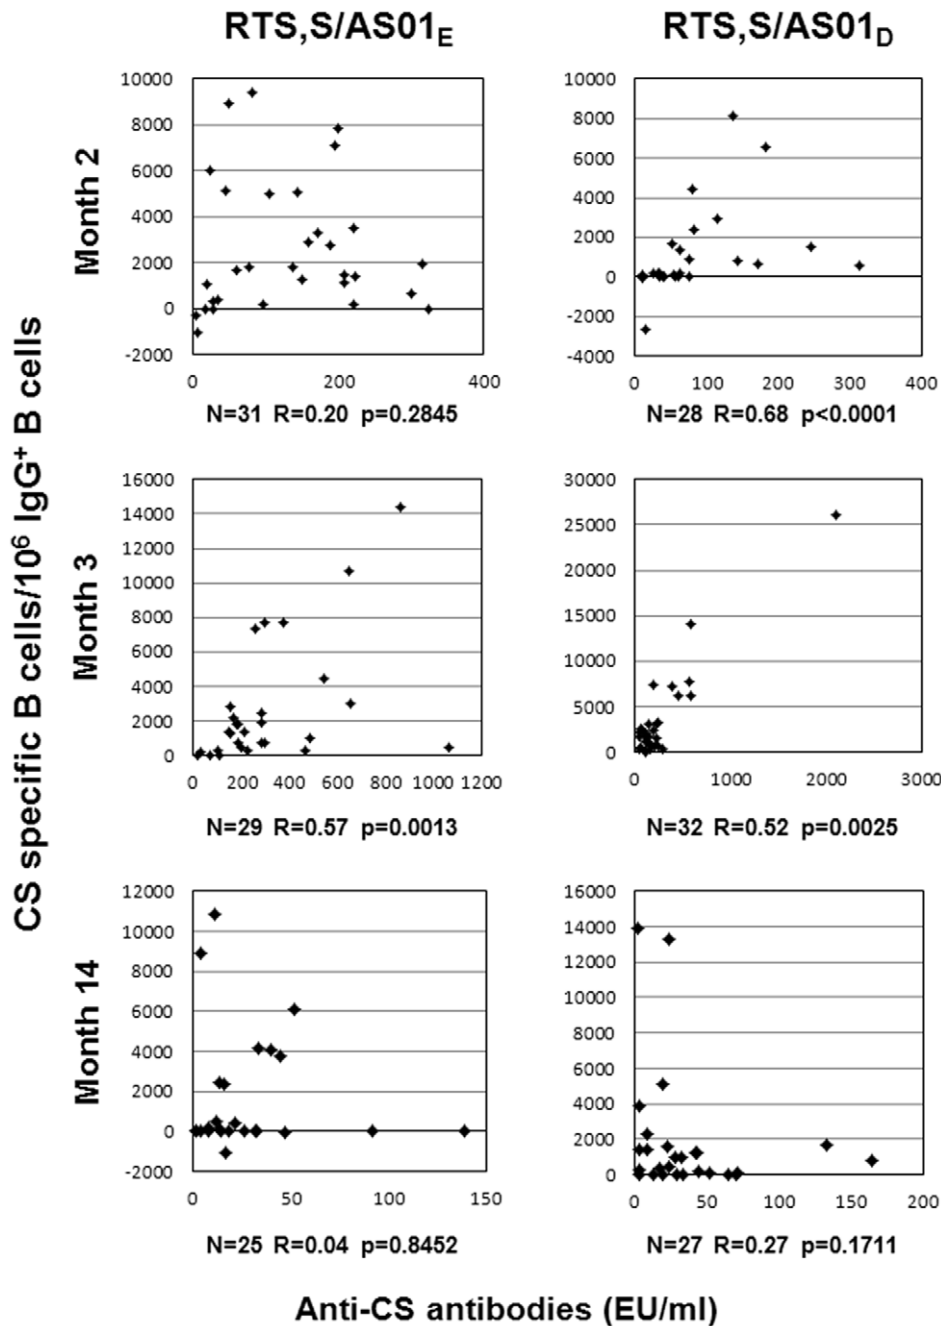 RTS,S/AS01E
RTS,S/AS01D
CS specific B cells/10⁶ IgG⁺ B cells
Month 2
10000
8000
6000
4000
2000
0
-2000
0 200 400
N=31 R=0.20 p=0.2845
10000
8000
6000
4000
2000
0
-2000
-4000
0 100 200 300 400
N=28 R=0.68 p<0.0001
Month 3
16000
14000
12000
10000
8000
6000
4000
2000
0
0 200 400 600 800 1000 1200
N=29 R=0.57 p=0.0013
30000
25000
20000
15000
10000
5000
0
0 1000 2000 3000
N=32 R=0.52 p=0.0025
Month 14
12000
10000
8000
6000
4000
2000
0
-2000
0 50 100 150
N=25 R=0.04 p=0.8452
16000
14000
12000
10000
8000
6000
4000
2000
0
0 50 100 150 200
N=27 R=0.27 p=0.1711
Anti-CS antibodies (EU/ml)